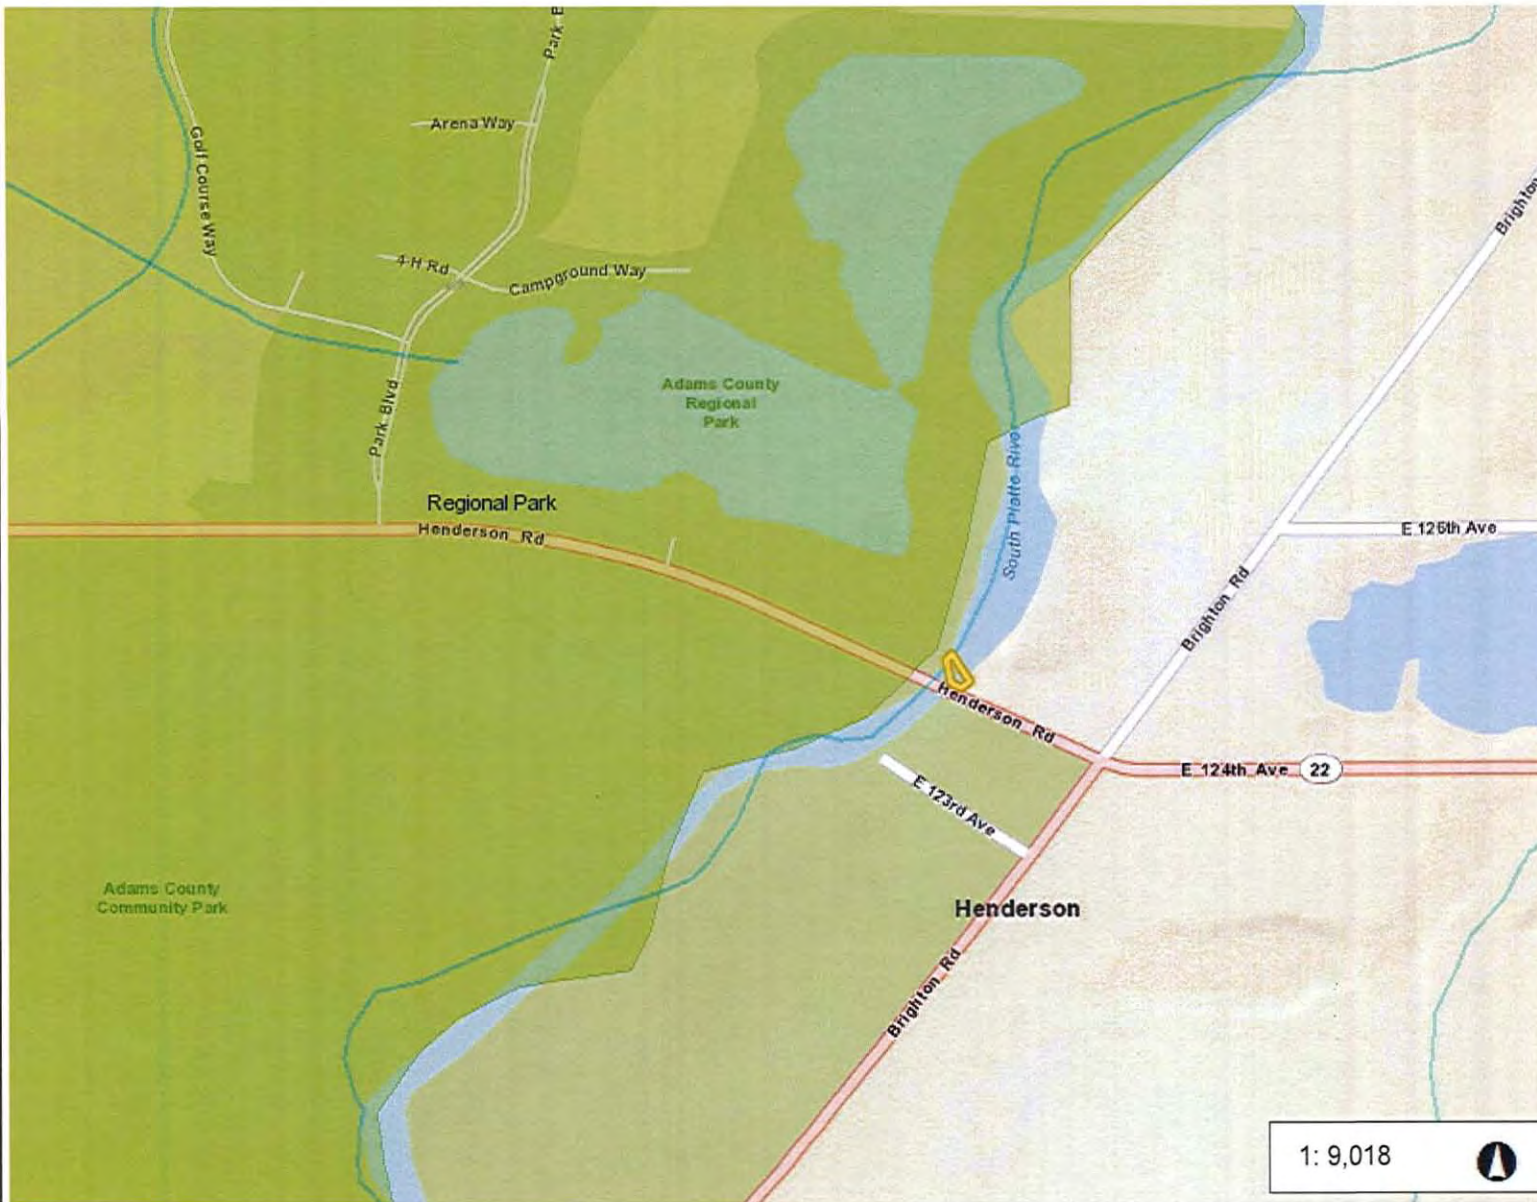 Park B
Arena Way
Golf Course Way
4-H Rd
Campground Way
Brighton
Adams County
Regional
Park
Park Blvd
South Platte River
Regional Park
Henderson Rd
E 126th Ave
Brighton Rd
Henderson Rd
E 124th Ave
22
E 123rd Ave
Adams County
Community Park
Henderson
Brighton Rd
1: 9,018